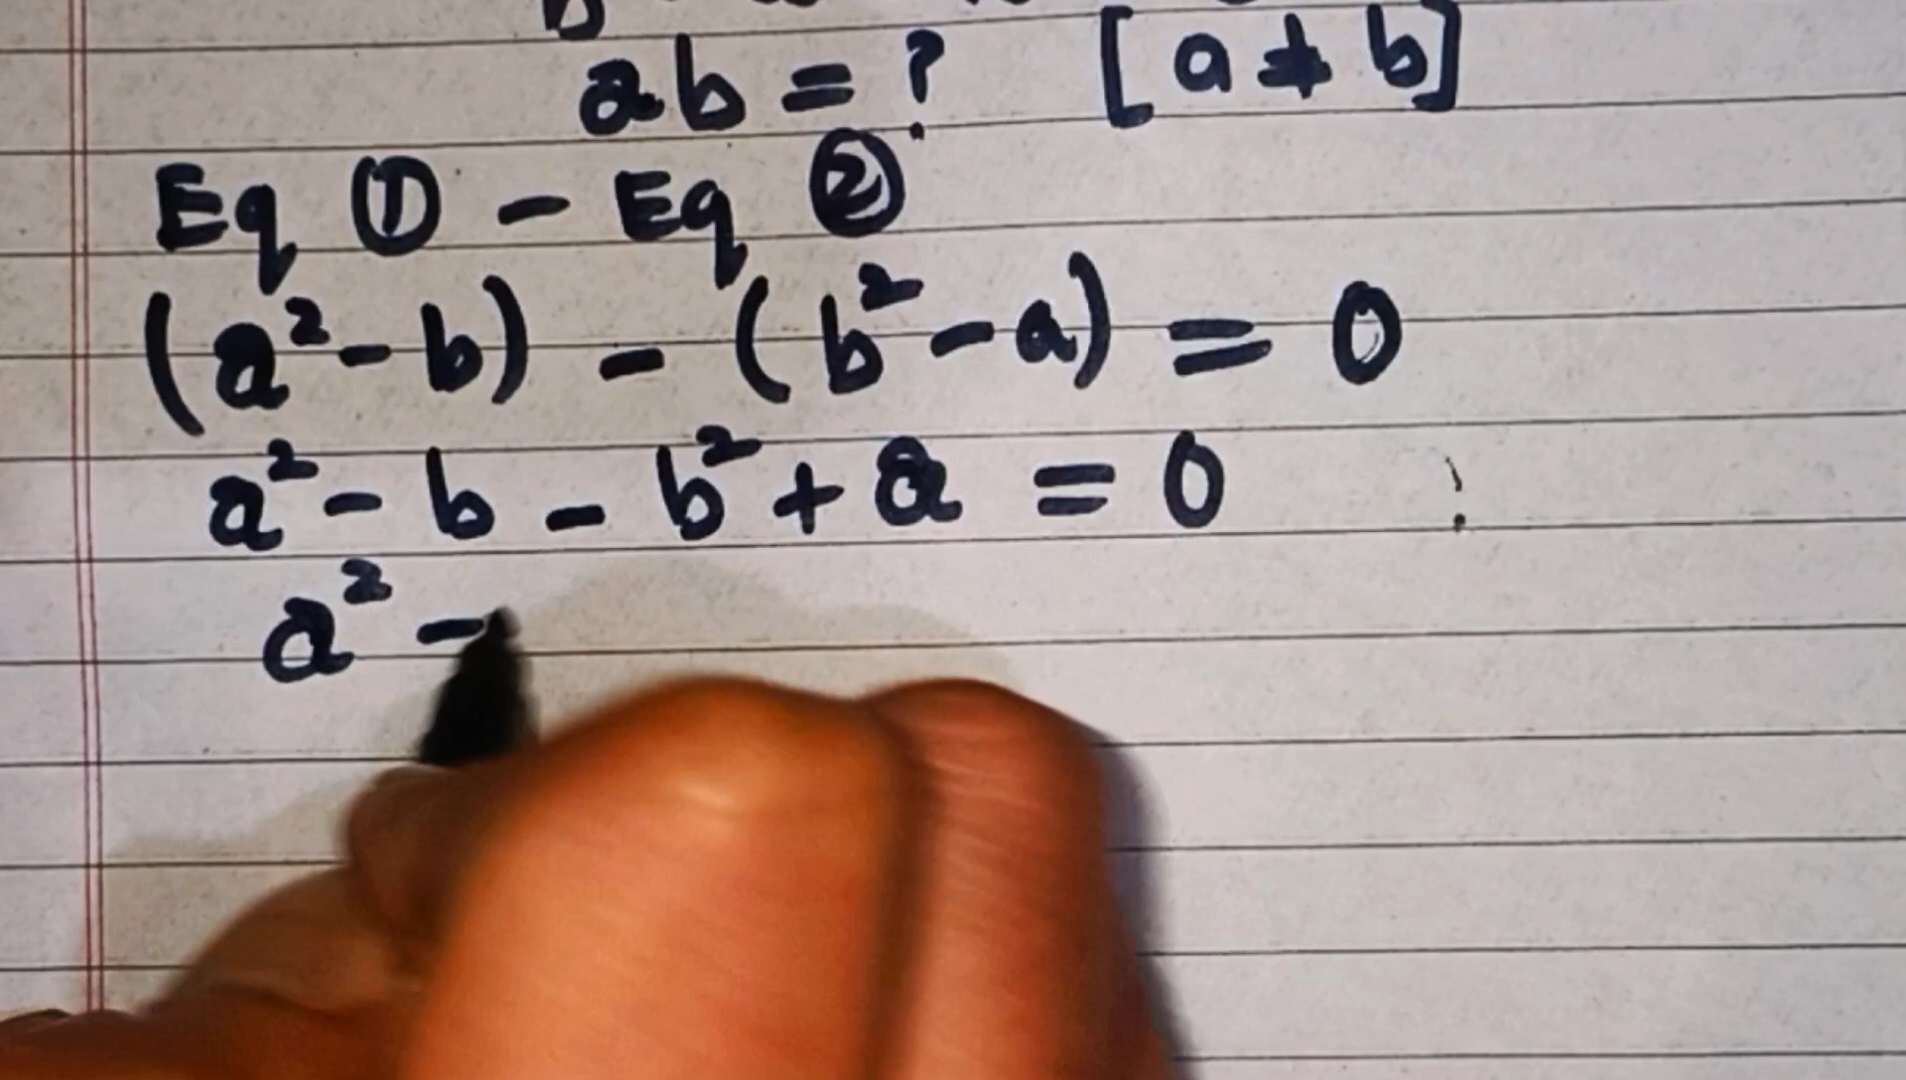 ab = ? [a ≠ b]
Eq ① - Eq ②
(a² - b) - (b² - a) = 0
a² - b - b² + a = 0
a² -